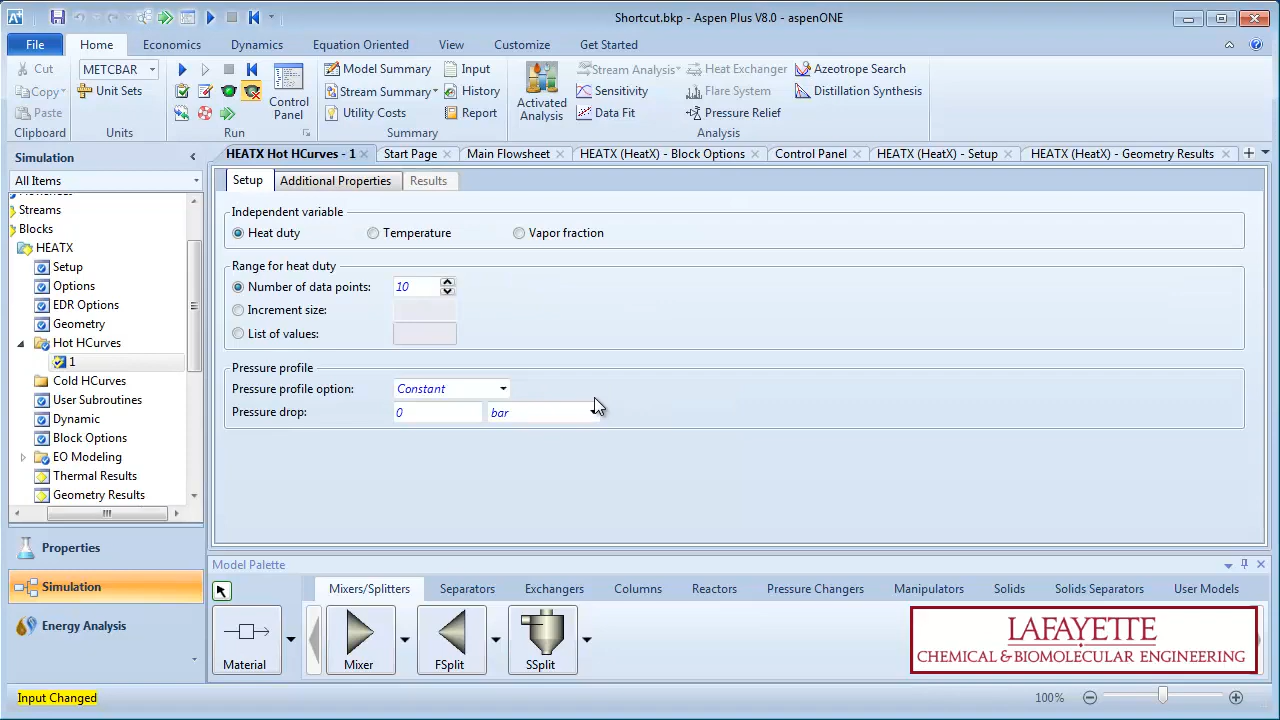 Shortcut.bkp - Aspen Plus V8.0 - aspenONE
File Home Economics Dynamics Equation Oriented View Customize Get Started
Cut METCBAR Model Summary Input Stream Analysis Heat Exchanger Azeotrope Search
Copy Unit Sets Stream Summary History Sensitivity Flare System Distillation Synthesis
Paste Control Panel Utility Costs Report Activated Analysis Data Fit Pressure Relief
Clipboard Units Run Summary Analysis
Simulation
HEATX Hot HCurves - 1 Start Page Main Flowsheet HEATX (HeatX) - Block Options Control Panel HEATX (HeatX) - Setup HEATX (HeatX) - Geometry Results
All Items
Setup Additional Properties Results
Streams
Blocks
HEATX
Setup
Options
EDR Options
Geometry
Hot HCurves
1
Cold HCurves
User Subroutines
Dynamic
Block Options
EO Modeling
Thermal Results
Geometry Results
Independent variable
Heat duty Temperature Vapor fraction
Range for heat duty
Number of data points: 10
Increment size:
List of values:
Pressure profile
Pressure profile option: Constant
Pressure drop: 0 bar
Properties
Simulation
Energy Analysis
Model Palette
Mixers/Splitters Separators Exchangers Columns Reactors Pressure Changers Manipulators Solids Solids Separators User Models
Material Mixer FSplit SSplit
LAFAYETTE
CHEMICAL & BIOMOLECULAR ENGINEERING
Input Changed 100%